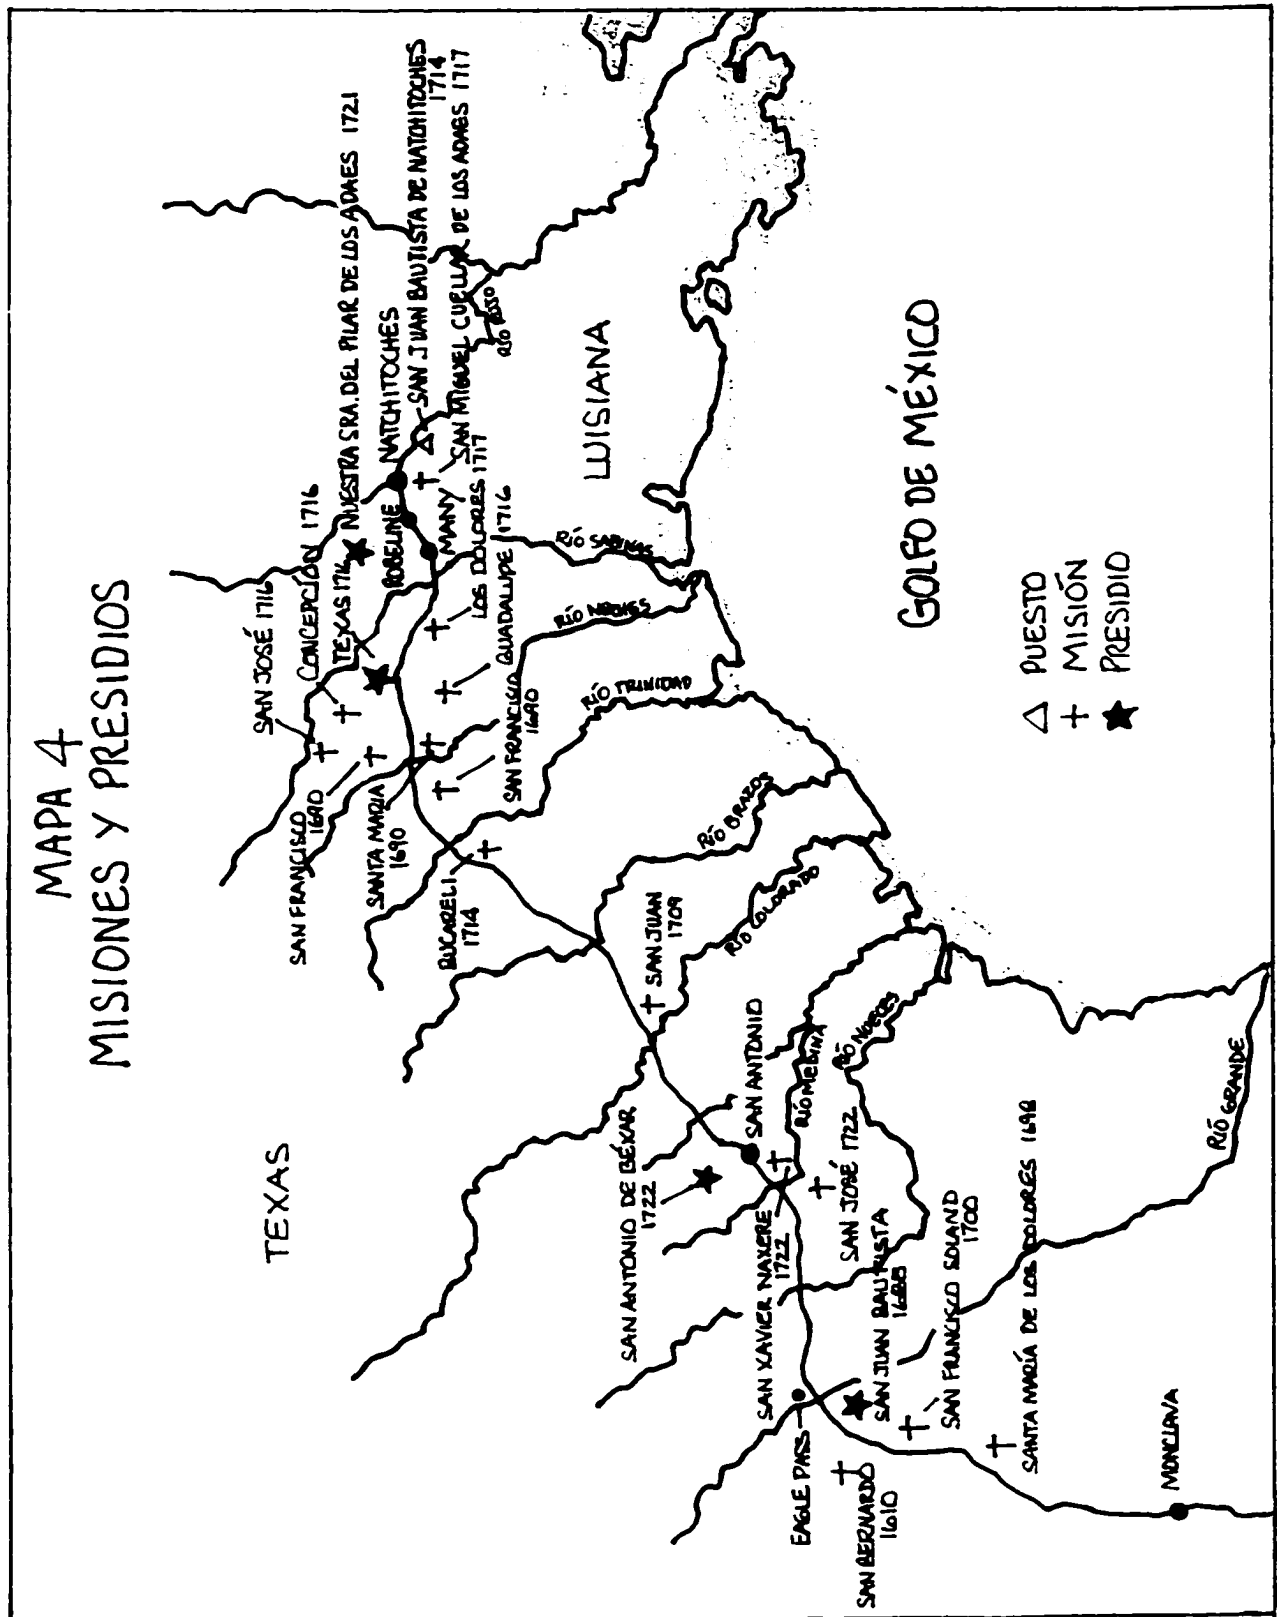 MAPA 4
MISIONES Y PRESIDIOS
TEXAS
SAN JOSÉ 1716
CONCEPCIÓN 1716
TEXAS 1716
NUESTRA SRA. DEL PILAR DE LOS ADAES 1721
SAN FRANCISCO
1690
SANTA MARIA
1690
BUCARELI
1714
ROBELINE
NATCHITOCHES
SAN JUAN BAUTISTA DE NATCHITOCHES
1714
SAN MIGUEL CUELLAR DE LOS ADAES 1717
MANY
LOS DOLORES 1717
GUADALUPE 1716
SAN FRANCISCO
1690
RÍO ROJO
LUISIANA
RÍO SABINAS
RÍO NECHES
RÍO TRINIDAD
RÍO BRAZOS
RÍO COLORADO
SAN JUAN
1709
SAN ANTONIO DE BÉXAR
1722
SAN ANTONIO
RÍO MEDINA
RÍO NUECES
SAN XAVIER NAXERE
1722
SAN JOSÉ 1722
EAGLE PASS
SAN JUAN BAUTISTA
SAN BERNARDO
1610
SAN FRANCISCO SOLAND
1700
SANTA MARÍA DE LOS DOLORES 1698
RÍO GRANDE
MONCLAVA
GOLFO DE MÉXICO
PUESTO
MISIÓN
PRESIDIO